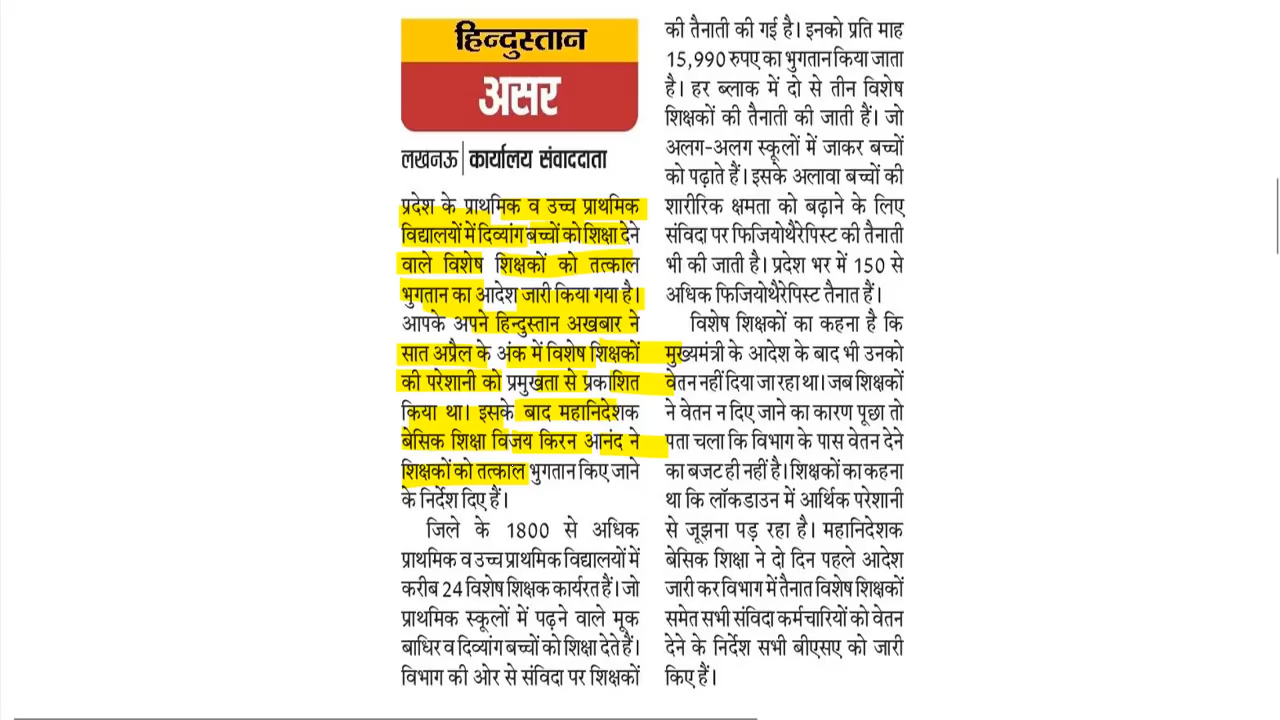 हिन्दुस्तान
असर
लखनऊ | कार्यालय संवाददाता
प्रदेश के प्राथमिक व उच्च प्राथमिक
विद्यालयों में दिव्यांग बच्चों को शिक्षा देने
वाले विशेष शिक्षकों को तत्काल
भुगतान का आदेश जारी किया गया है।
आपके अपने हिन्दुस्तान अखबार ने
सात अप्रैल के अंक में विशेष शिक्षकों
की परेशानी को प्रमुखता से प्रकाशित
किया था। इसके बाद महानिदेशक
बेसिक शिक्षा विजय किरन आनंद ने
शिक्षकों को तत्काल भुगतान किए जाने
के निर्देश दिए हैं।
जिले के 1800 से अधिक
प्राथमिक व उच्च प्राथमिक विद्यालयों में
करीब 24 विशेष शिक्षक कार्यरत हैं। जो
प्राथमिक स्कूलों में पढ़ने वाले मूक
बाधिर व दिव्यांग बच्चों को शिक्षा देते हैं।
विभाग की ओर से संविदा पर शिक्षकों
की तैनाती की गई है। इनको प्रति माह
15,990 रुपए का भुगतान किया जाता
है। हर ब्लाक में दो से तीन विशेष
शिक्षकों की तैनाती की जाती हैं। जो
अलग-अलग स्कूलों में जाकर बच्चों
को पढ़ाते हैं। इसके अलावा बच्चों की
शारीरिक क्षमता को बढ़ाने के लिए
संविदा पर फिजियोथैरेपिस्ट की तैनाती
भी की जाती है। प्रदेश भर में 150 से
अधिक फिजियोथैरेपिस्ट तैनात हैं।
विशेष शिक्षकों का कहना है कि
मुख्यमंत्री के आदेश के बाद भी उनको
वेतन नहीं दिया जा रहा था। जब शिक्षकों
ने वेतन न दिए जाने का कारण पूछा तो
पता चला कि विभाग के पास वेतन देने
का बजट ही नहीं है। शिक्षकों का कहना
था कि लॉकडाउन में आर्थिक परेशानी
से जूझना पड़ रहा है। महानिदेशक
बेसिक शिक्षा ने दो दिन पहले आदेश
जारी कर विभाग में तैनात विशेष शिक्षकों
समेत सभी संविदा कर्मचारियों को वेतन
देने के निर्देश सभी बीएसए को जारी
किए हैं।